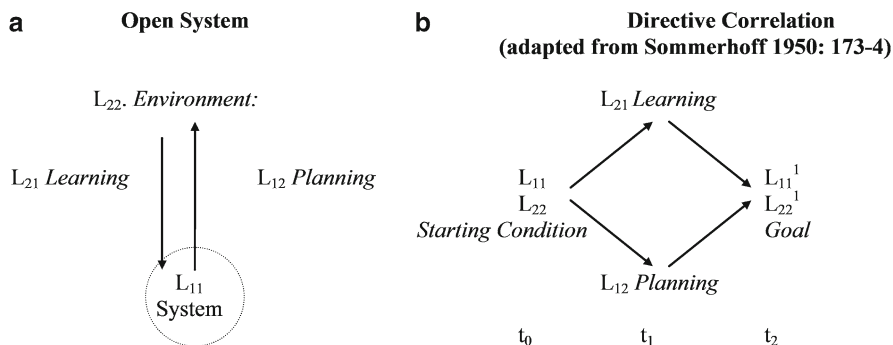 a
Open System
L₂₂. Environment:
L₂₁ Learning
L₁₂ Planning
L₁₁
System
b
Directive Correlation
(adapted from Sommerhoff 1950: 173-4)
L₂₁ Learning
L₁₁
L₂₂
Starting Condition
L₁₁¹
L₂₂¹
Goal
L₁₂ Planning
t₀
t₁
t₂